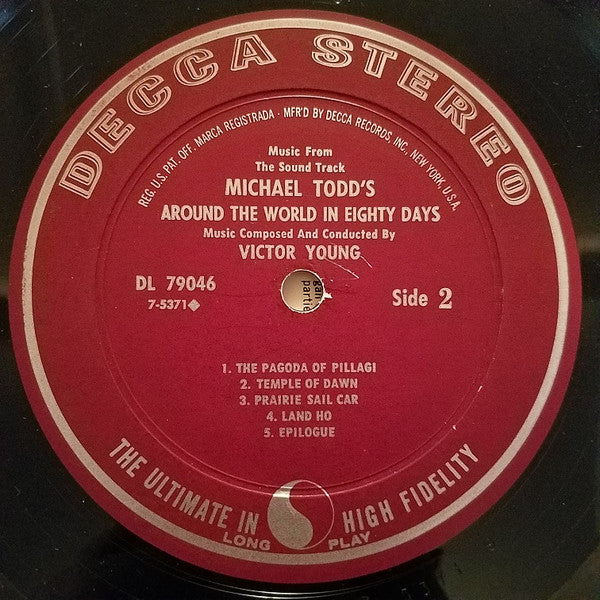 DECCA STEREO
REG. U.S. PAT. OFF. MARCA REGISTRADA · MFR'D BY DECCA RECORDS, INC., NEW YORK, U.S.A.
Music From
The Sound Track
MICHAEL TODD'S
AROUND THE WORLD IN EIGHTY DAYS
Music Composed And Conducted By
VICTOR YOUNG
DL 79046
7-5371◆
Side 2
1. THE PAGODA OF PILLAGI
2. TEMPLE OF DAWN
3. PRAIRIE SAIL CAR
4. LAND HO
5. EPILOGUE
THE ULTIMATE IN HIGH FIDELITY
LONG PLAY